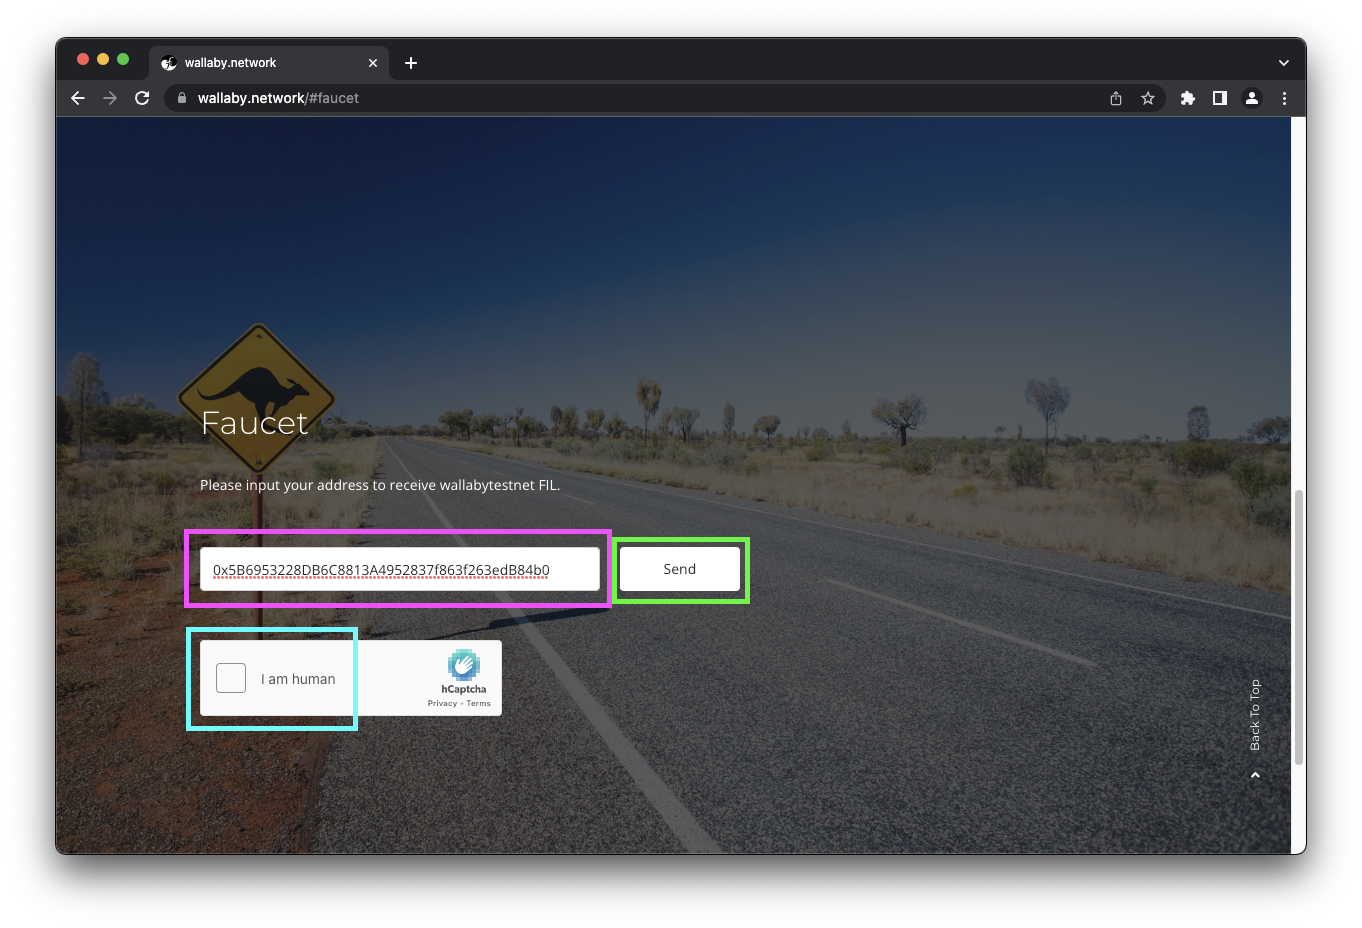 wallaby.network
wallaby.network/#faucet
Faucet
Please input your address to receive wallabytestnet FIL.
0x5B6953228DB6C8813A4952837f863f263edB84b0
Send
I am human
hCaptcha
Privacy - Terms
Back To Top